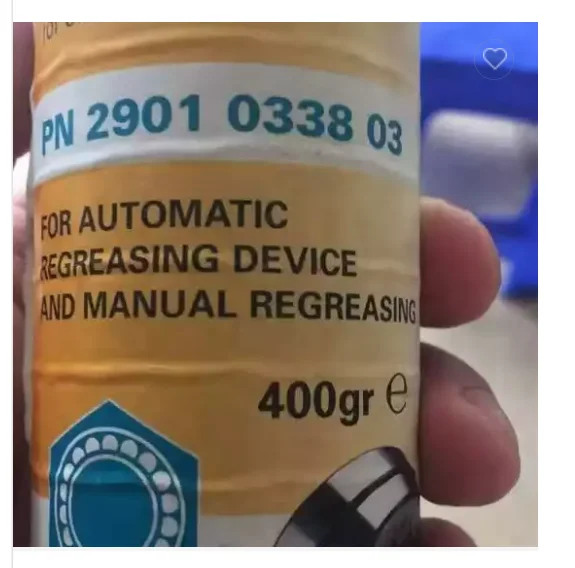 PN 2901 0338 03
FOR AUTOMATIC
REGREASING DEVICE
AND MANUAL REGREASING
400gr e